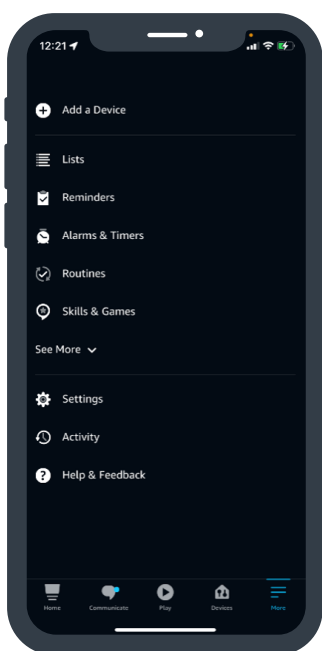 12:21
Add a Device
Lists
Reminders
Alarms & Timers
Routines
Skills & Games
See More
Settings
Activity
Help & Feedback
Home Communicate Play Devices More